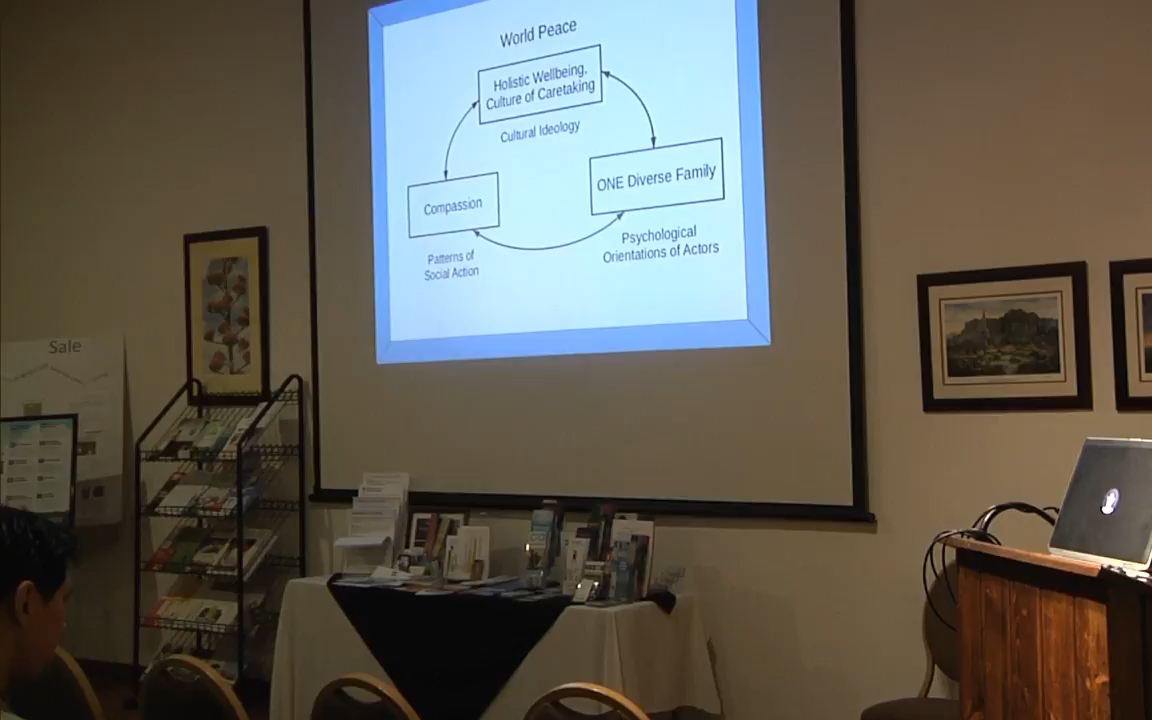 World Peace
Holistic Wellbeing,
Culture of Caretaking
Cultural Ideology
ONE Diverse Family
Compassion
Psychological
Orientations of Actors
Patterns of
Social Action
Sale